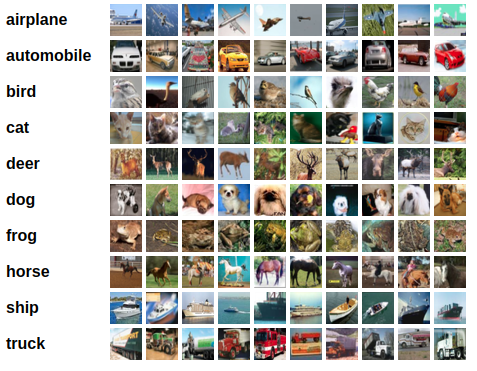 airplane
automobile
bird
cat
deer
dog
frog
horse
ship
truck